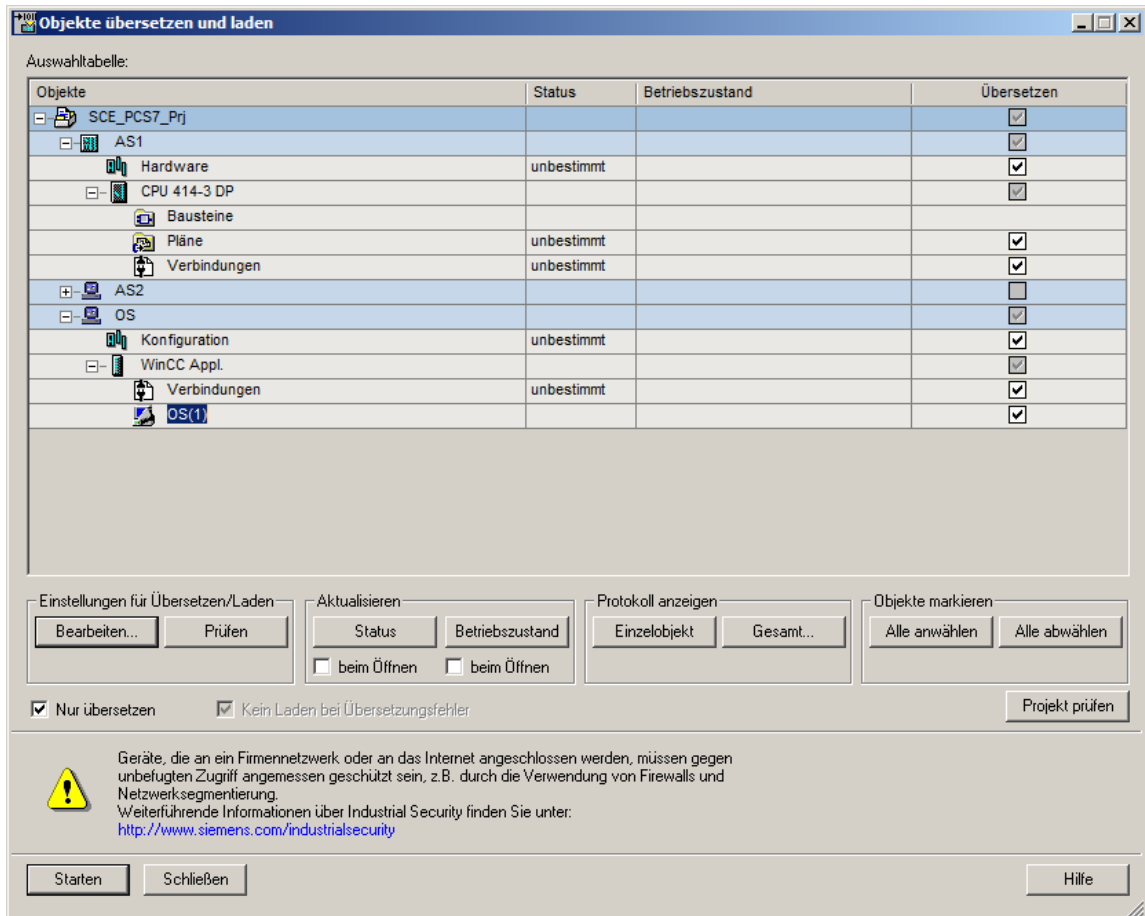 Objekte übersetzen und laden
Auswahltabelle:
Objekte Status Betriebszustand Übersetzen
SCE_PCS7_Prj
AS1
Hardware unbestimmt
CPU 414-3 DP
Bausteine
Pläne unbestimmt
Verbindungen unbestimmt
AS2
OS
Konfiguration unbestimmt
WinCC Appl.
Verbindungen unbestimmt
OS(1)
Einstellungen für Übersetzen/Laden Aktualisieren Protokoll anzeigen Objekte markieren
Bearbeiten... Prüfen Status Betriebszustand Einzelobjekt Gesamt... Alle anwählen Alle abwählen
beim Öffnen beim Öffnen
Nur übersetzen Kein Laden bei Übersetzungsfehler Projekt prüfen
Geräte, die an ein Firmennetzwerk oder an das Internet angeschlossen werden, müssen gegen
unbefugten Zugriff angemessen geschützt sein, z.B. durch die Verwendung von Firewalls und
Netzwerksegmentierung.
Weiterführende Informationen über Industrial Security finden Sie unter:
http://www.siemens.com/industrialsecurity
Starten Schließen Hilfe